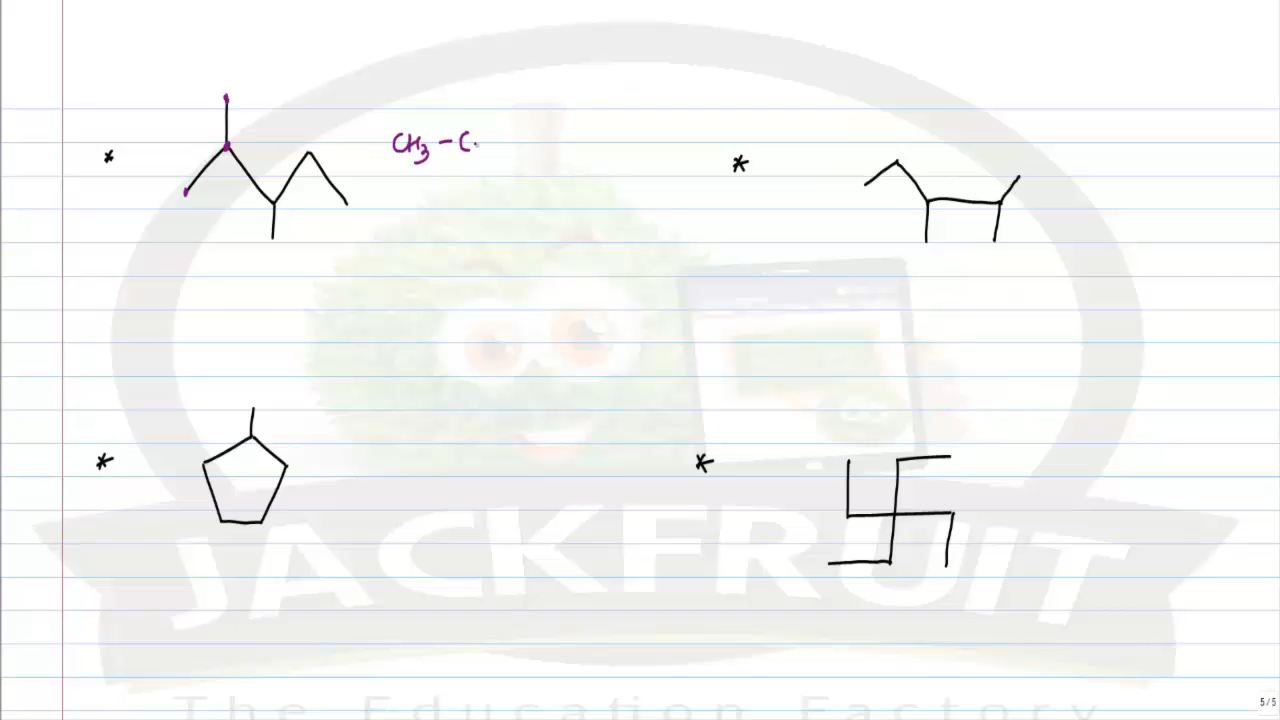 * CH3 - C *
* *
JACKFRUIT
The Education Factory
5/5